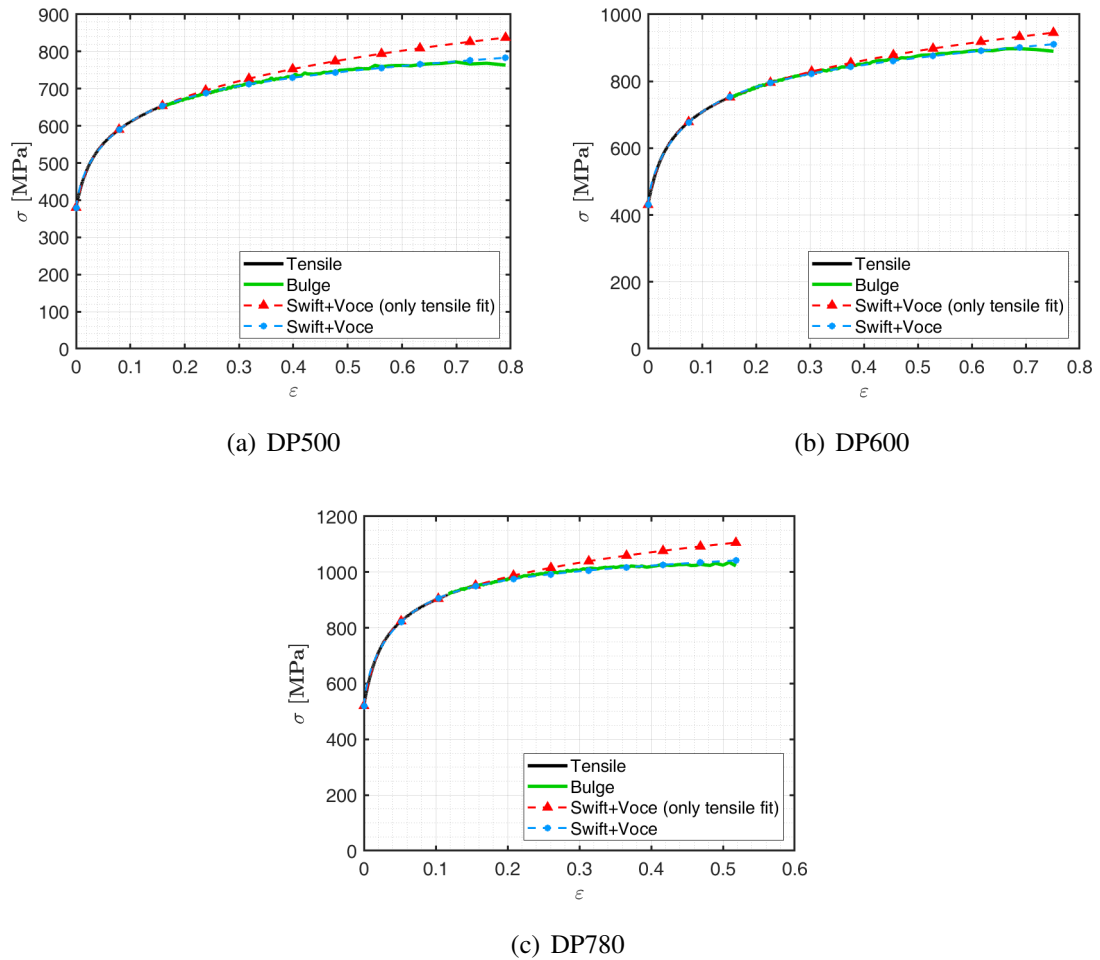 900
800
700
600
500
400
300
200
100
0
σ [MPa]
0 0.1 0.2 0.3 0.4 0.5 0.6 0.7 0.8
ε
Tensile
Bulge
Swift+Voce (only tensile fit)
Swift+Voce
(a) DP500
1000
800
600
400
200
0
σ [MPa]
0 0.1 0.2 0.3 0.4 0.5 0.6 0.7 0.8
ε
Tensile
Bulge
Swift+Voce (only tensile fit)
Swift+Voce
(b) DP600
1200
1000
800
600
400
200
0
σ [MPa]
0 0.1 0.2 0.3 0.4 0.5 0.6
ε
Tensile
Bulge
Swift+Voce (only tensile fit)
Swift+Voce
(c) DP780